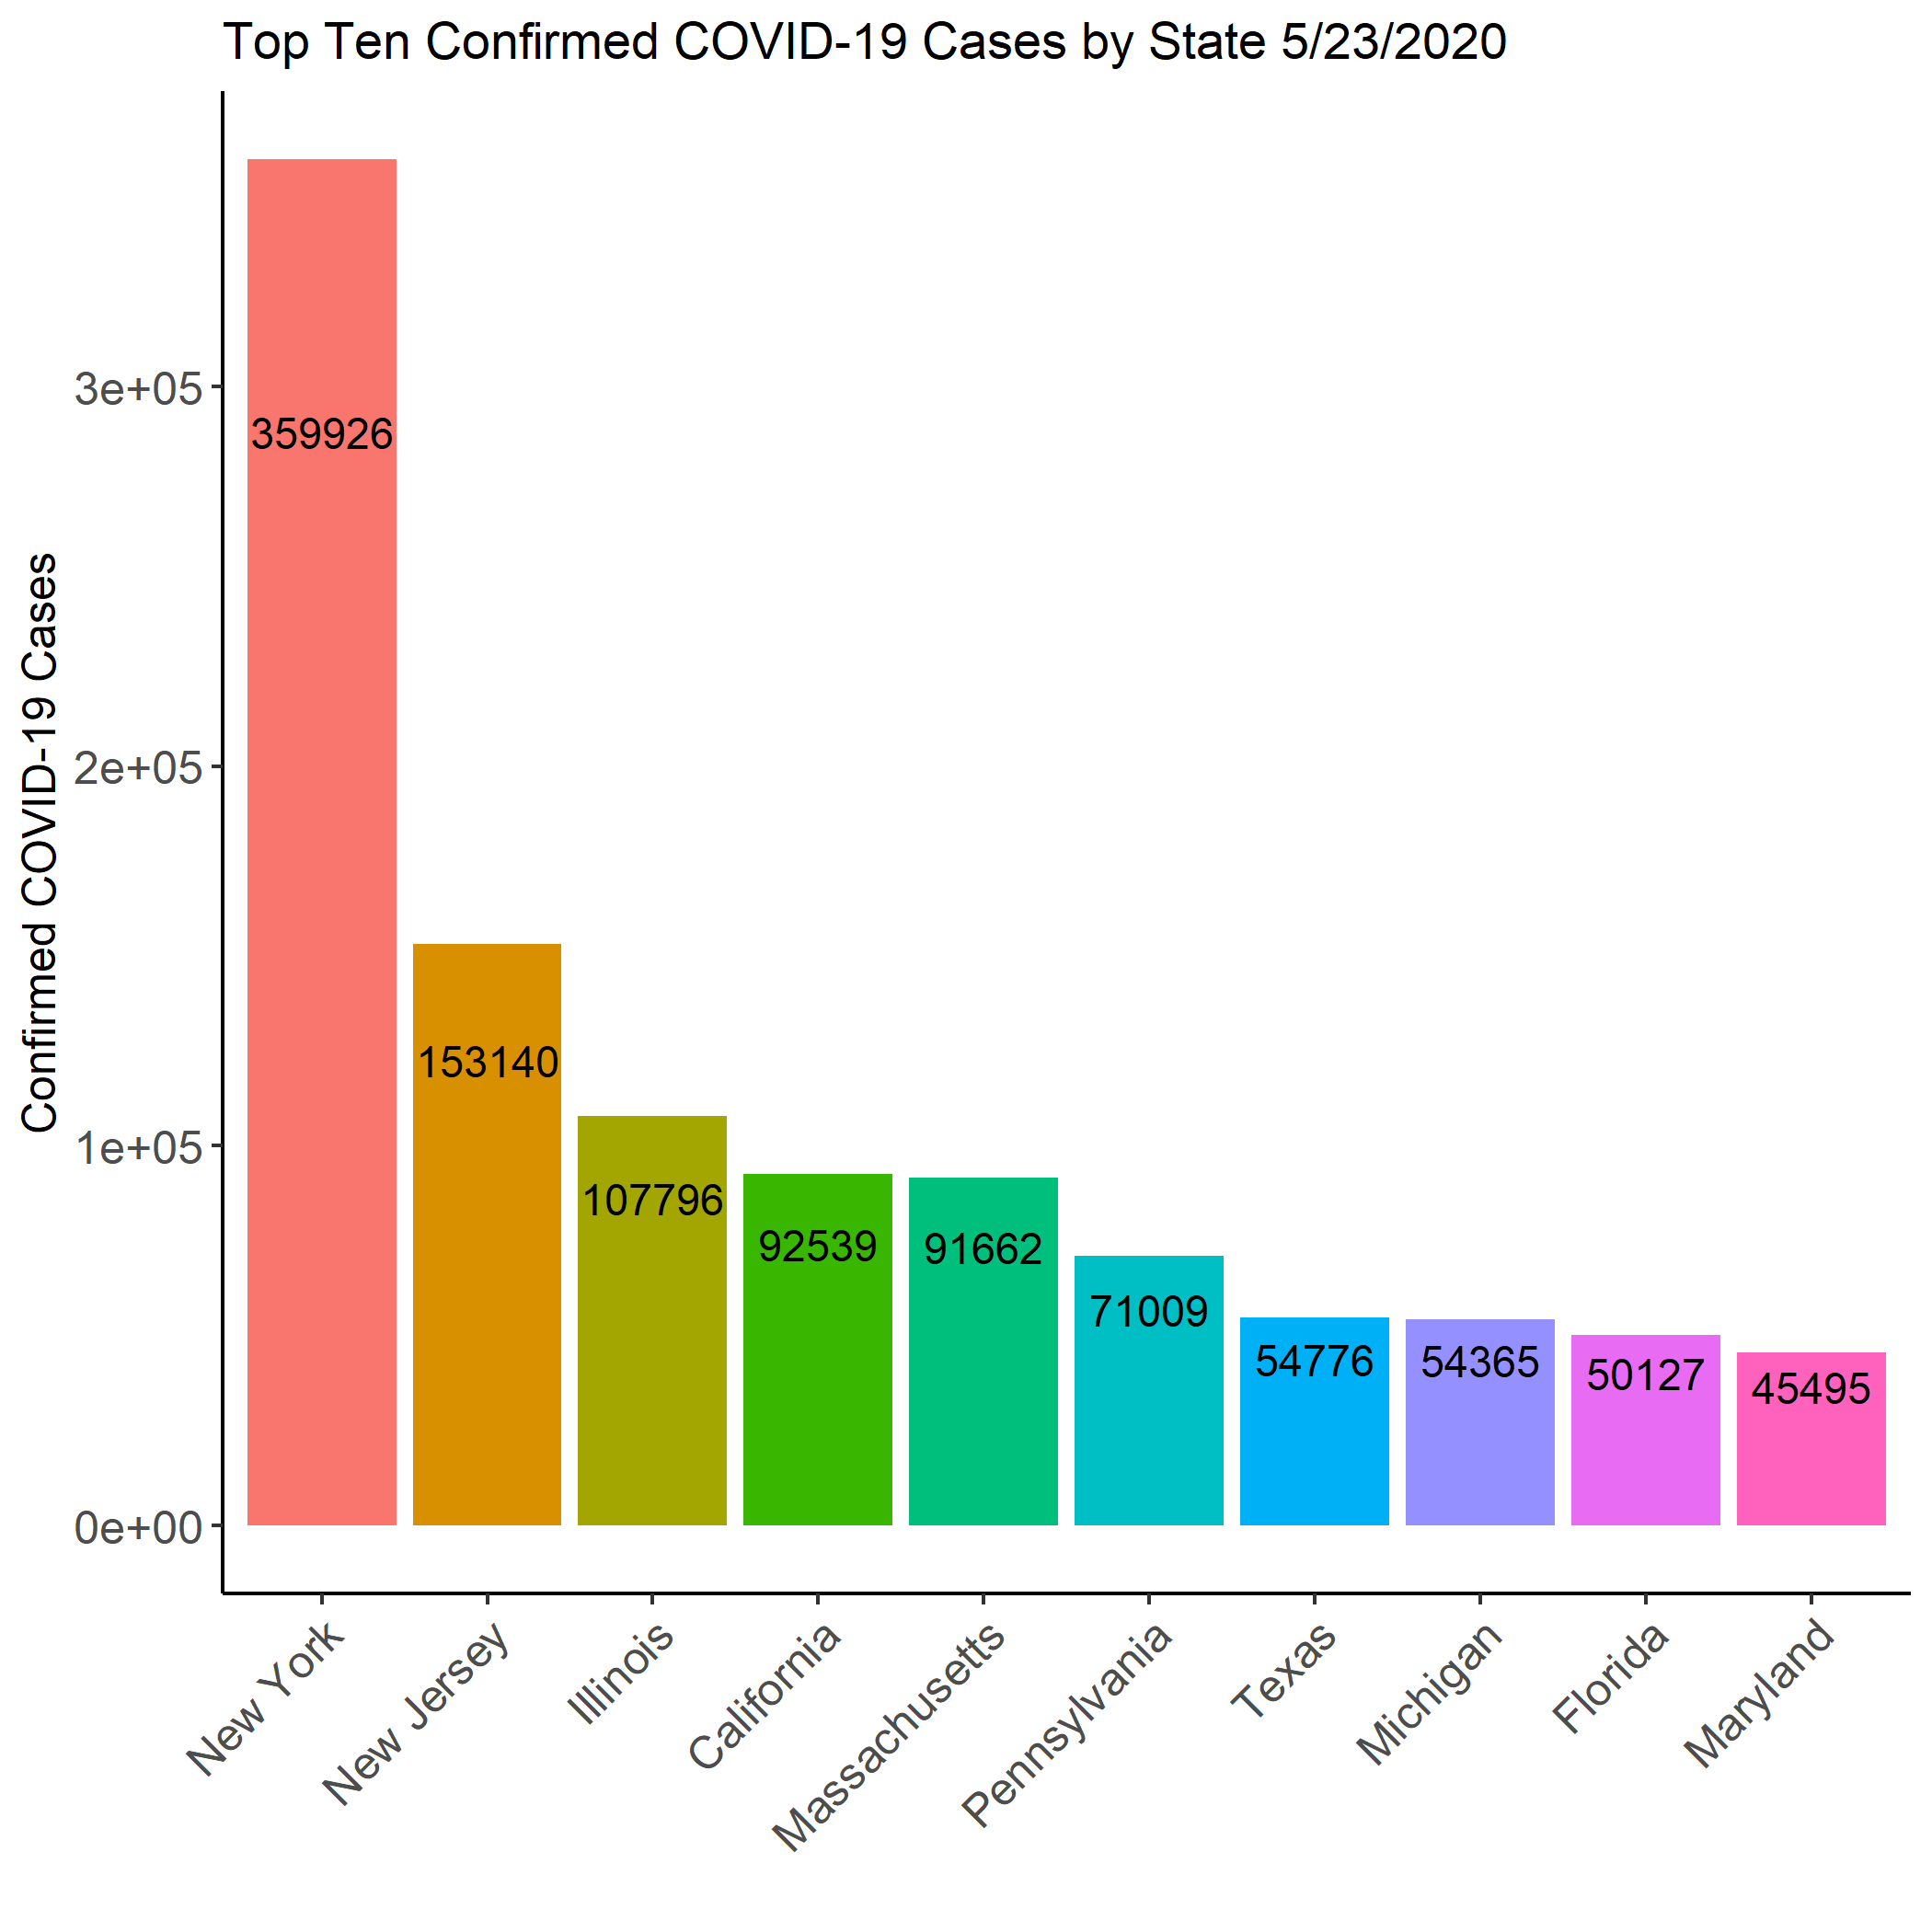 Top Ten Confirmed COVID-19 Cases by State 5/23/2020
Confirmed COVID-19 Cases
3e+05
2e+05
1e+05
0e+00
359926
153140
107796
92539
91662
71009
54776
54365
50127
45495
New York
New Jersey
Illinois
California
Massachusetts
Pennsylvania
Texas
Michigan
Florida
Maryland